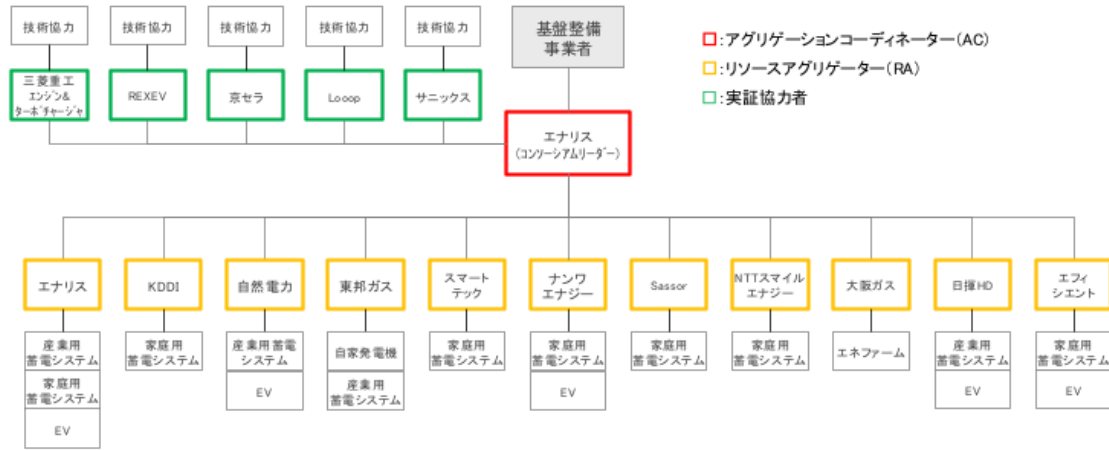 技術協力
技術協力
技術協力
技術協力
技術協力
基盤整備
事業者
□:アグリゲーションコーディネーター(AC)
□:リソースアグリゲーター(RA)
□:実証協力者
三菱重工
エンジン&
ターボチャージャ
REXEV
京セラ
Looop
サニックス
エナリス
(コンソーシアムリーダー)
エナリス
KDDI
自然電力
東邦ガス
スマート
テック
ナンワ
エナジー
Sassor
NTTスマイル
エナジー
大阪ガス
日揮HD
エフィ
シエント
産業用
蓄電システム
家庭用
蓄電システム
EV
家庭用
蓄電システム
産業用蓄電
システム
EV
自家発電機
産業用
蓄電システム
家庭用
蓄電システム
家庭用
蓄電システム
EV
家庭用
蓄電システム
家庭用
蓄電システム
エネファーム
産業用
蓄電システム
EV
家庭用
蓄電システム
EV